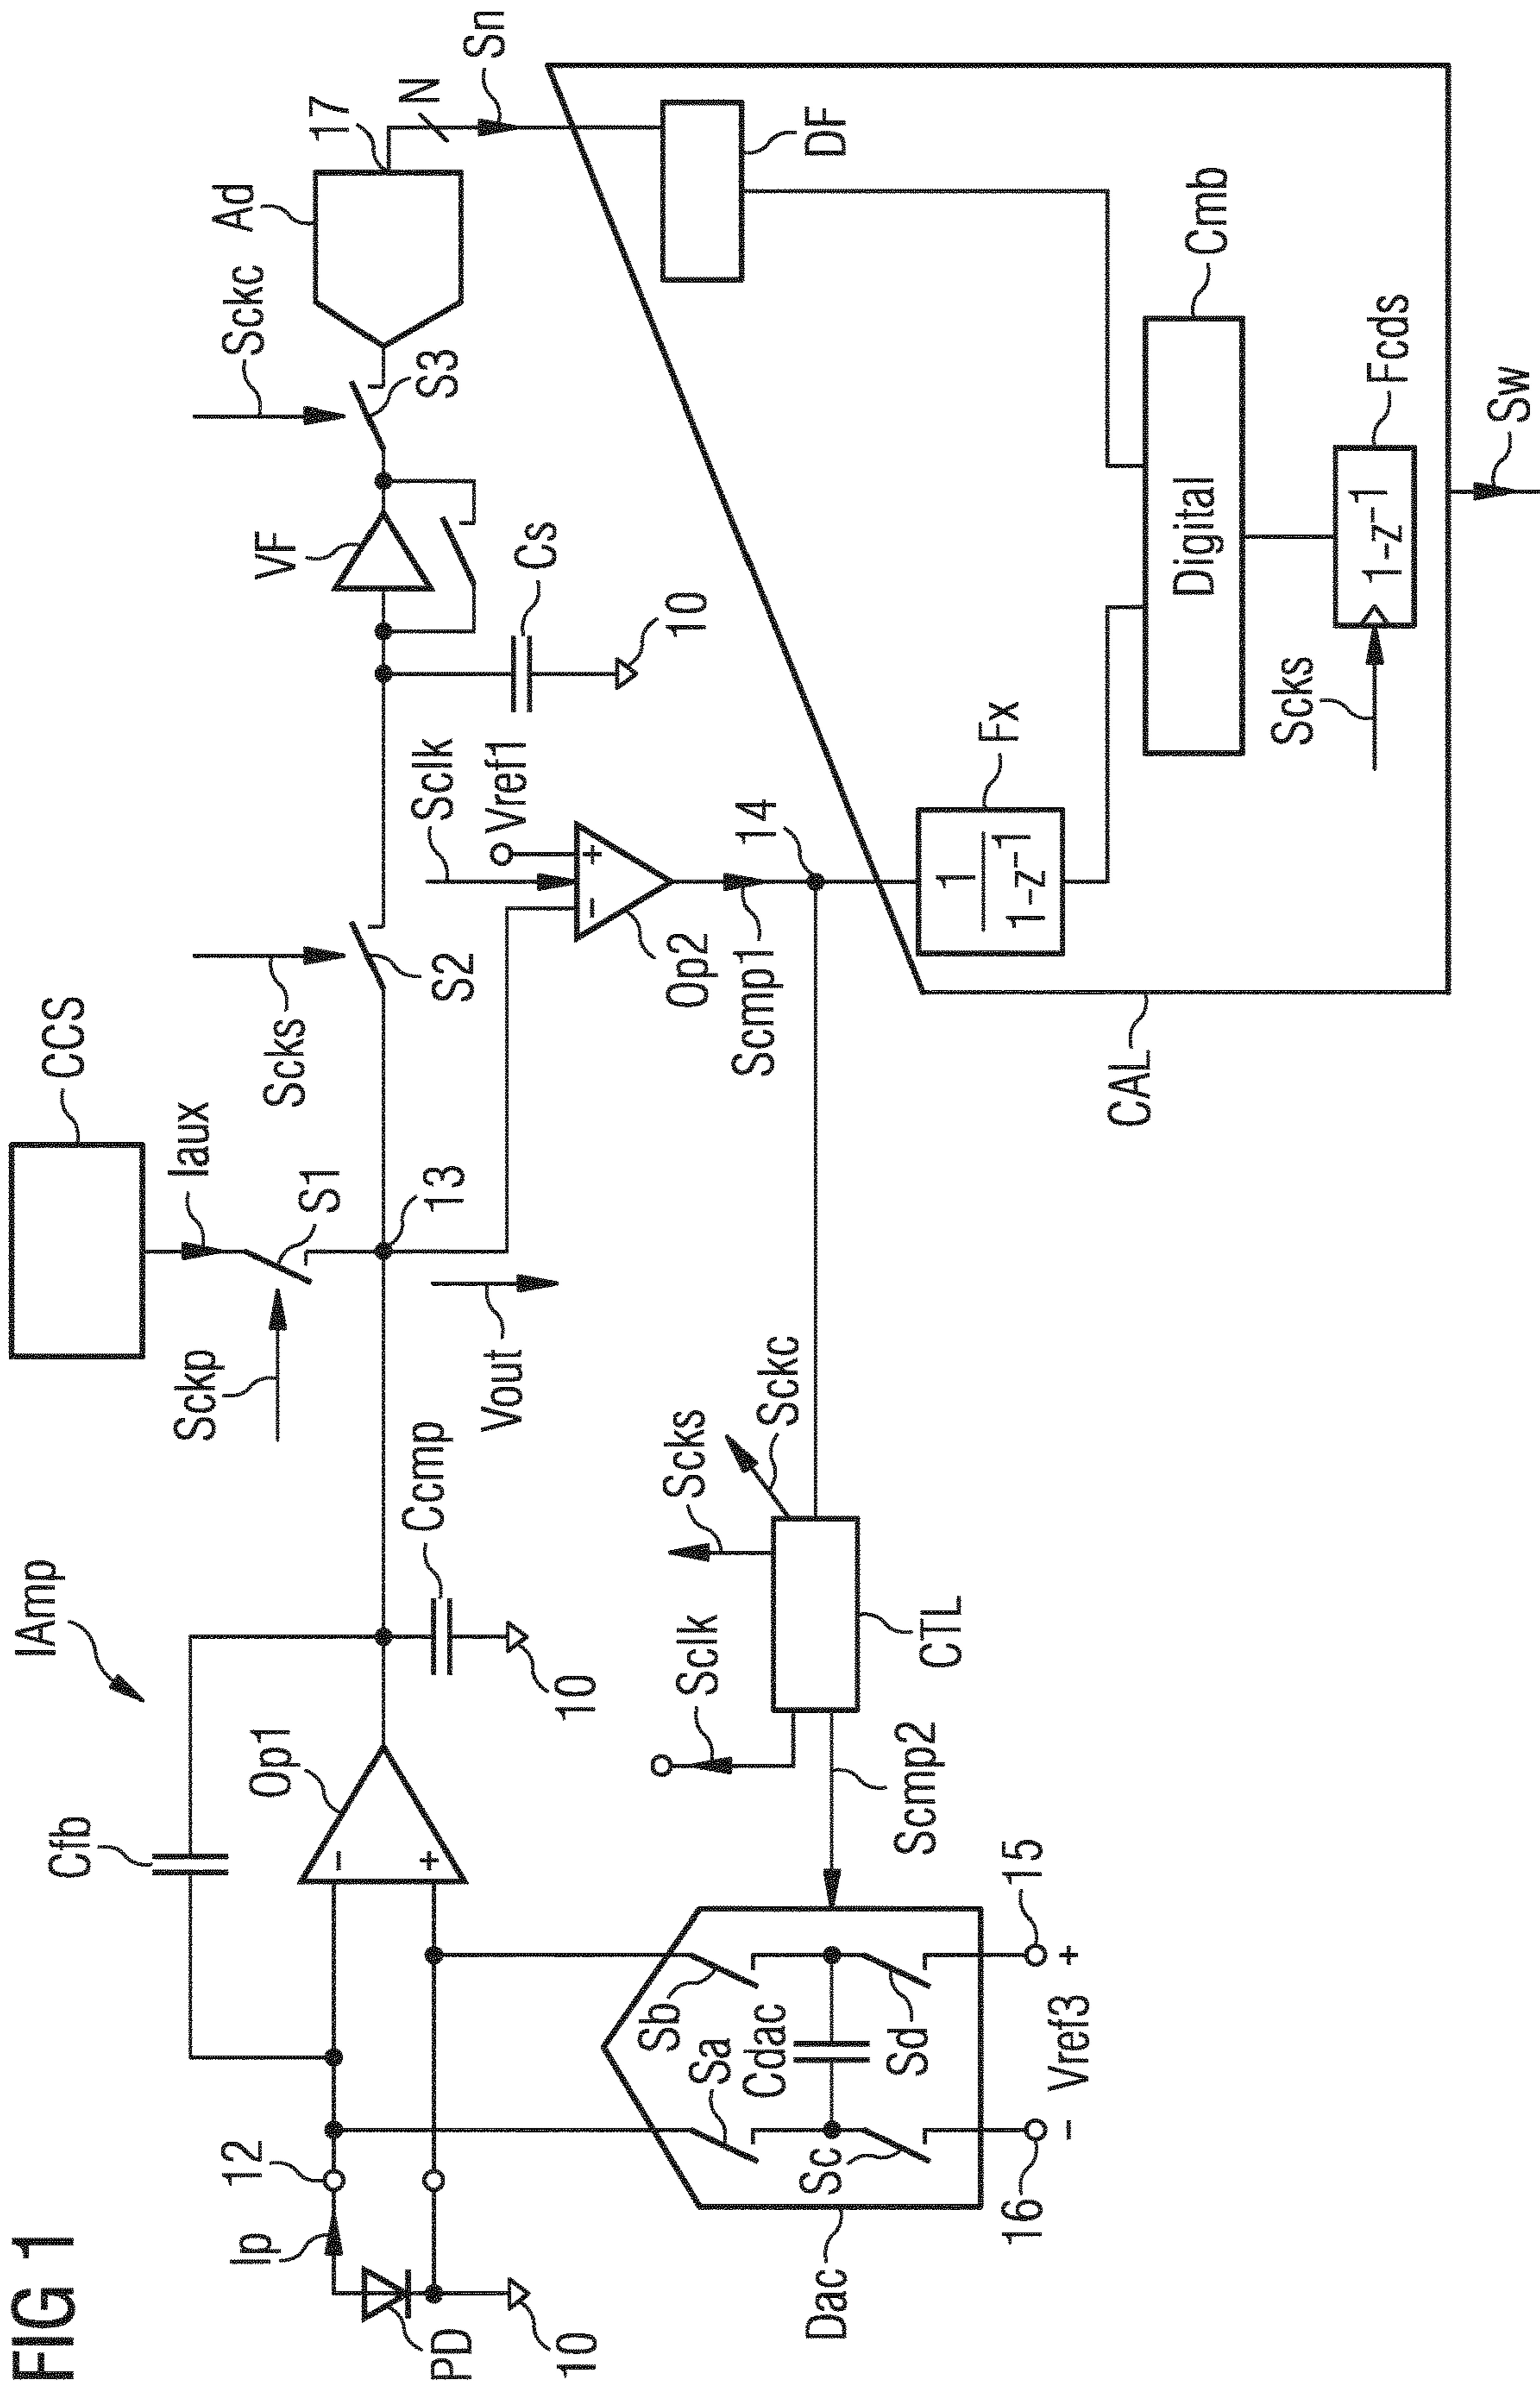 FIG 1
IAmp
Cfb
Op1
−
+
Ip
12
PD
10
Ccmp
10
Sckp
CCS
Iaux
S1
13
Vout
Scks
S2
VF
Cs
10
Sckc
S3
Ad
17
N
Sn
Sclk
Vref1
+
−
Op2
Scmp1
14
Sb
Sa
Cdac
Sd
Sc
Dac
16
−
Vref3
+
15
Scmp2
Sclk
Scks
Sckc
CTL
CAL
Fx
1
1-z-1
DF
Digital
Cmb
Scks
1-z-1
Fcds
Sw